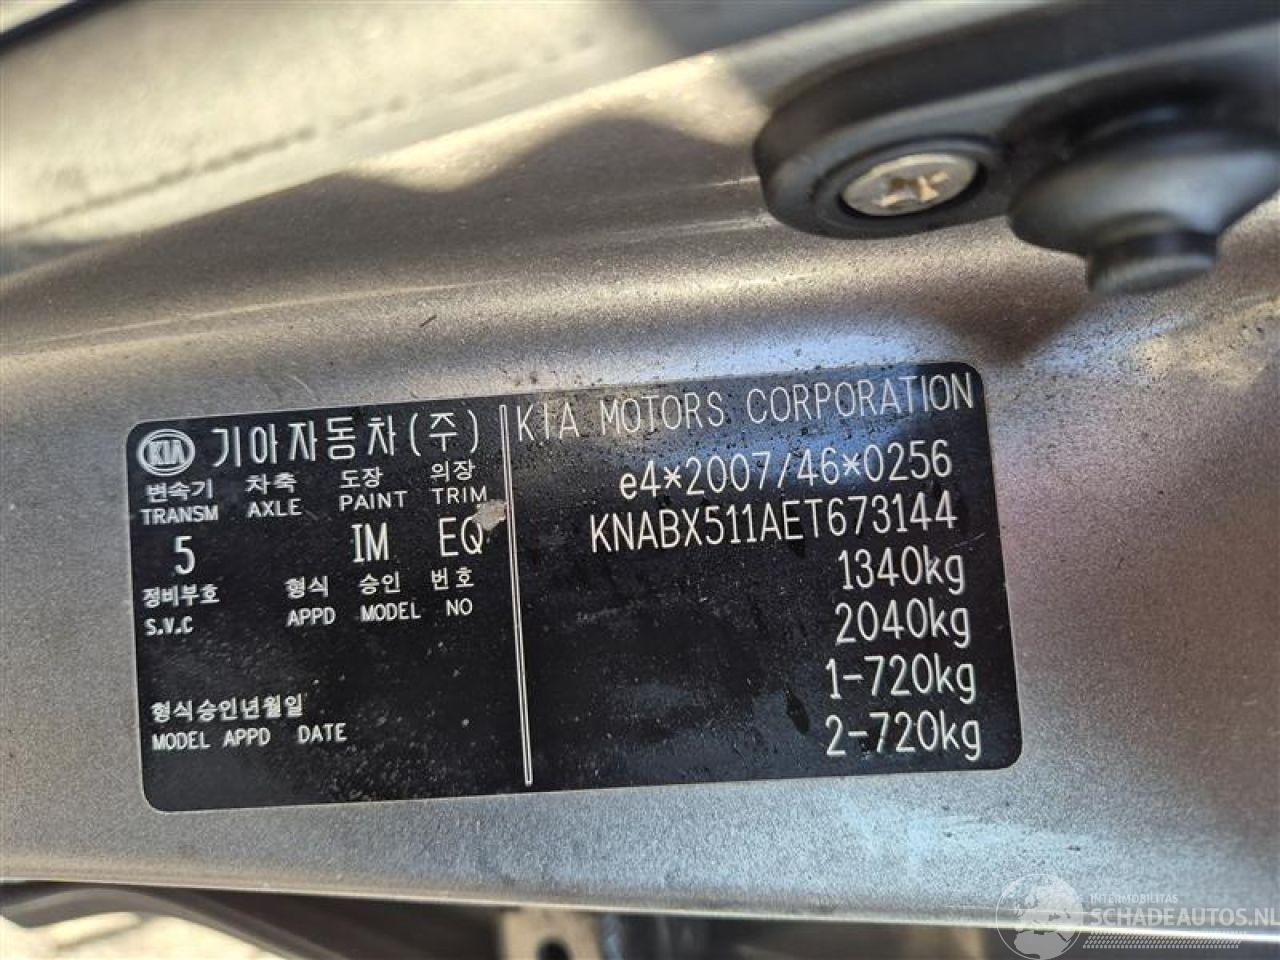 KIA 기아자동차(주)
변속기 차축 도장 의장
TRANSM AXLE PAINT TRIM
5 IM EQ
정비부호 형식 승인 번호
S.V.C APPD MODEL NO
형식승인년월일
MODEL APPD DATE
KIA MOTORS CORPORATION
e4*2007/46*0256
KNABX511AET673144
1340kg
2040kg
1-720kg
2-720kg
INTERMOBILITAS
SCHADEAUTOS.NL